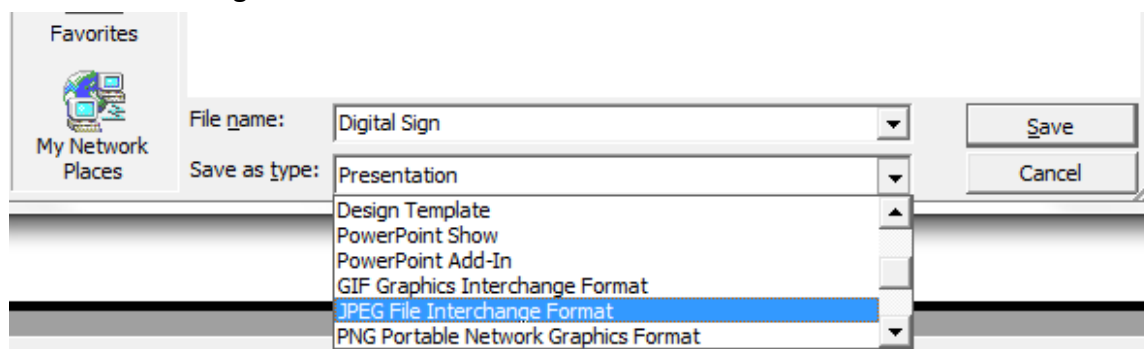 Favorites
My Network
Places
File name:
Digital Sign
Save
Save as type:
Presentation
Cancel
Design Template
PowerPoint Show
PowerPoint Add-In
GIF Graphics Interchange Format
JPEG File Interchange Format
PNG Portable Network Graphics Format